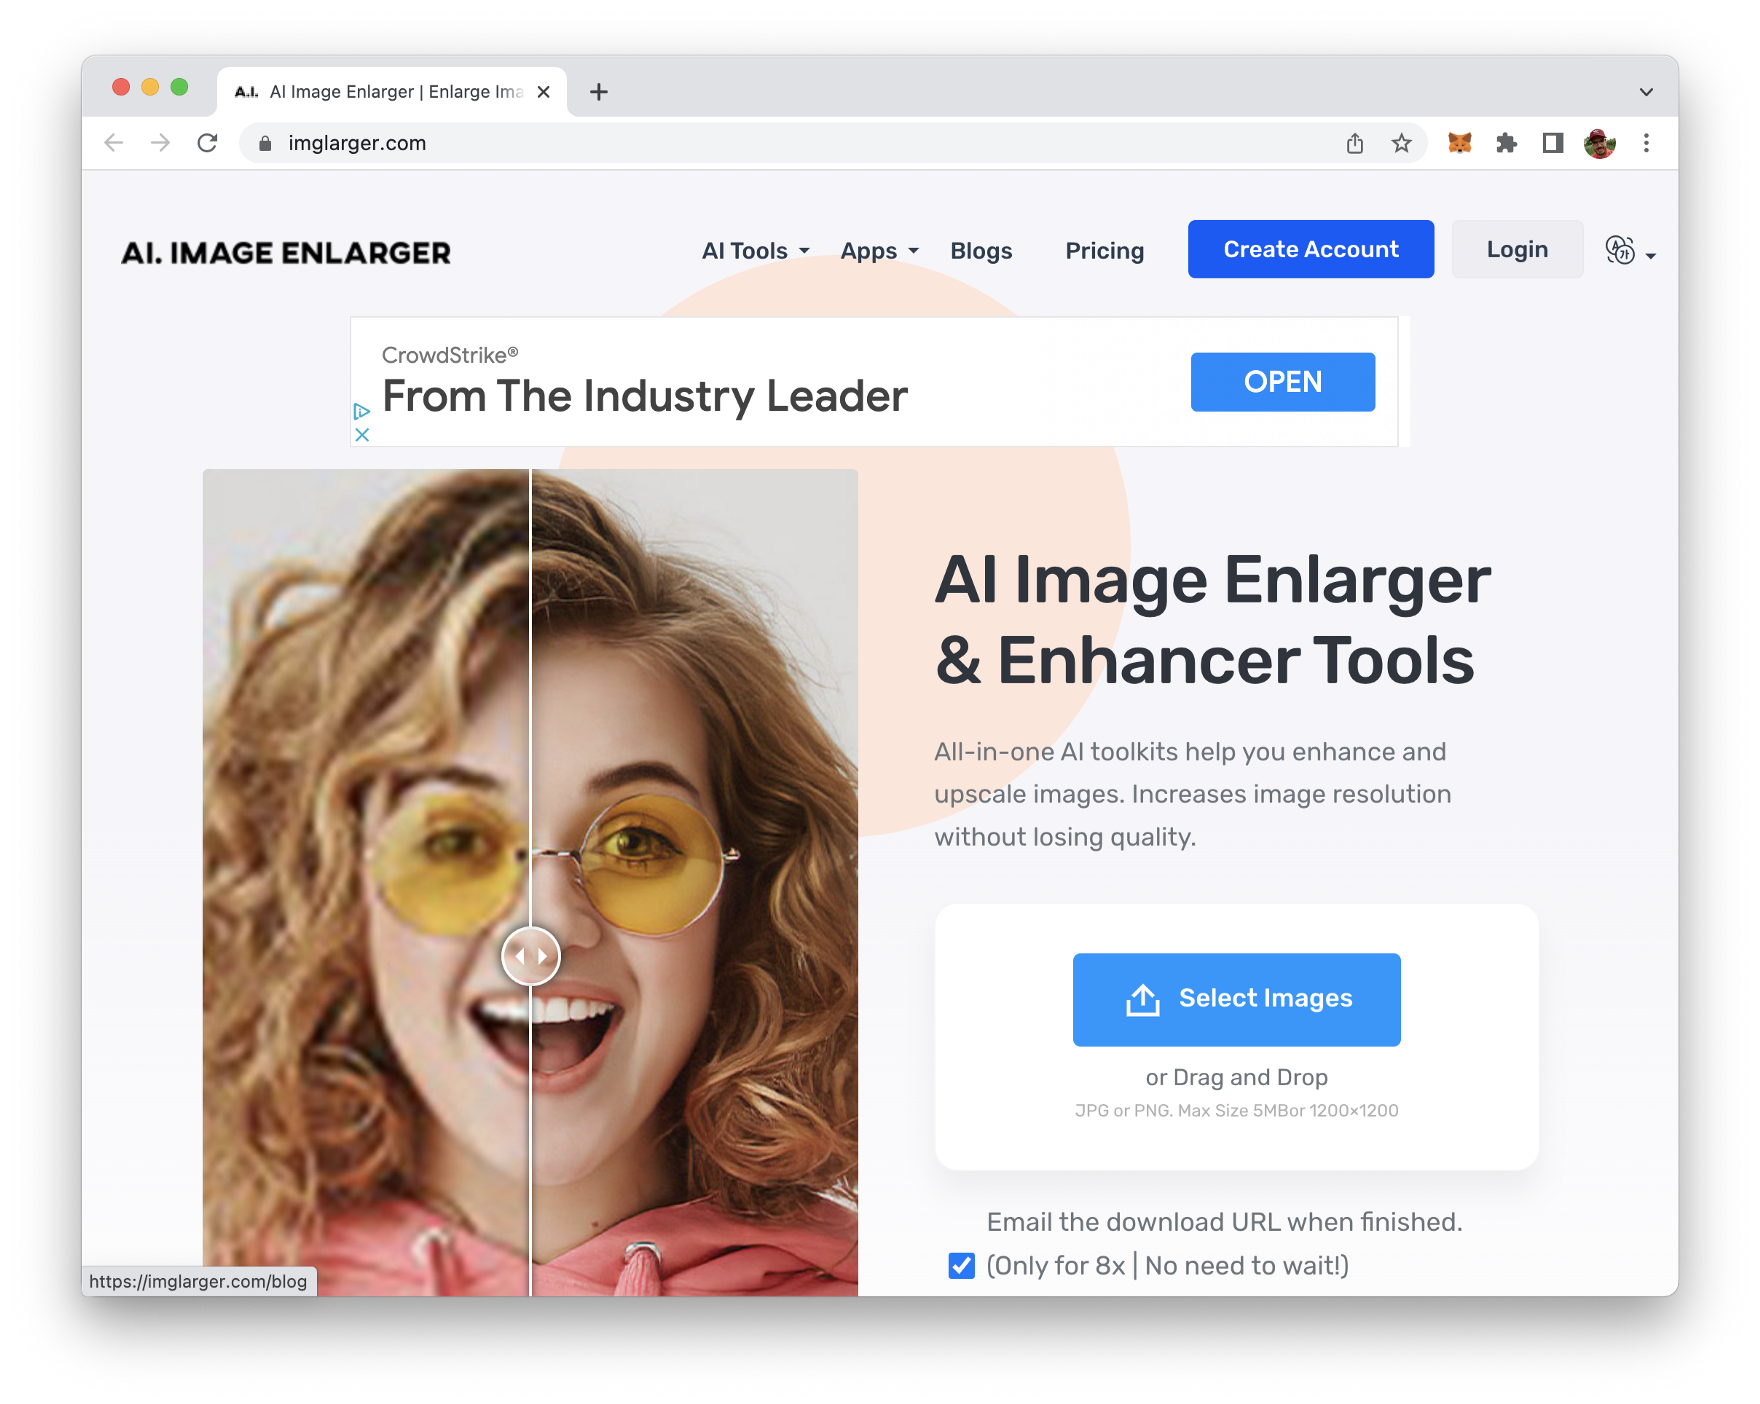 A.I. AI Image Enlarger | Enlarge Ima
imglarger.com
AI. IMAGE ENLARGER
AI Tools
Apps
Blogs
Pricing
Create Account
Login
CrowdStrike®
From The Industry Leader
OPEN
AI Image Enlarger
& Enhancer Tools
All-in-one AI toolkits help you enhance and
upscale images. Increases image resolution
without losing quality.
Select Images
or Drag and Drop
JPG or PNG. Max Size 5MBor 1200×1200
Email the download URL when finished.
(Only for 8x | No need to wait!)
https://imglarger.com/blog